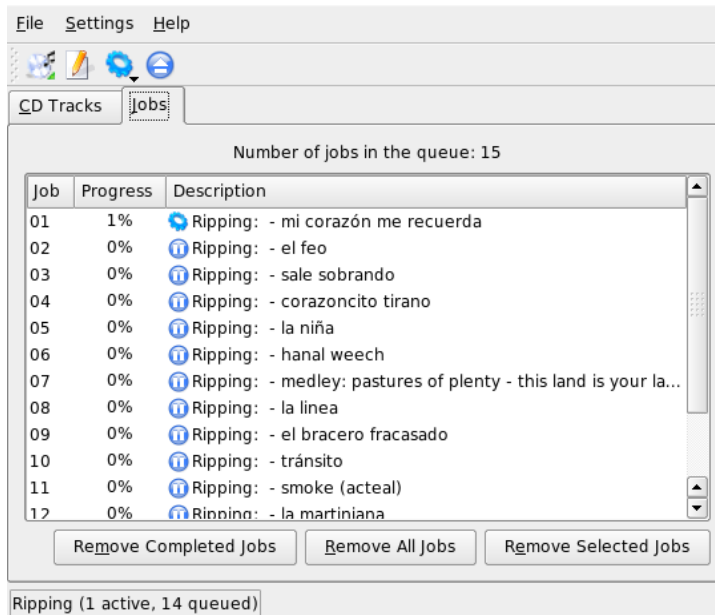 File Settings Help
CD Tracks Jobs
Number of jobs in the queue: 15
Job Progress Description
01 1% Ripping: - mi corazón me recuerda
02 0% Ripping: - el feo
03 0% Ripping: - sale sobrando
04 0% Ripping: - corazoncito tirano
05 0% Ripping: - la niña
06 0% Ripping: - hanal weech
07 0% Ripping: - medley: pastures of plenty - this land is your la...
08 0% Ripping: - la linea
09 0% Ripping: - el bracero fracasado
10 0% Ripping: - tránsito
11 0% Ripping: - smoke (acteal)
12 0% Ripping: - la martiniana
Remove Completed Jobs Remove All Jobs Remove Selected Jobs
Ripping (1 active, 14 queued)